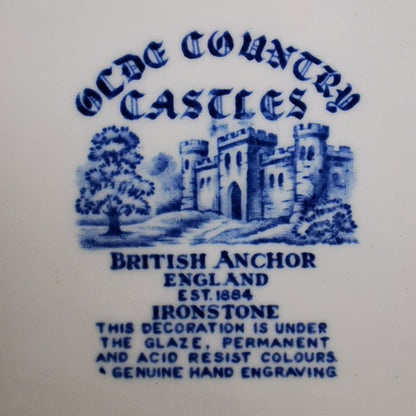 OLDE COUNTRY
CASTLES
BRITISH ANCHOR
ENGLAND
EST. 1884
IRONSTONE
THIS DECORATION IS UNDER
THE GLAZE, PERMANENT
AND ACID RESIST COLOURS.
GENUINE HAND ENGRAVING